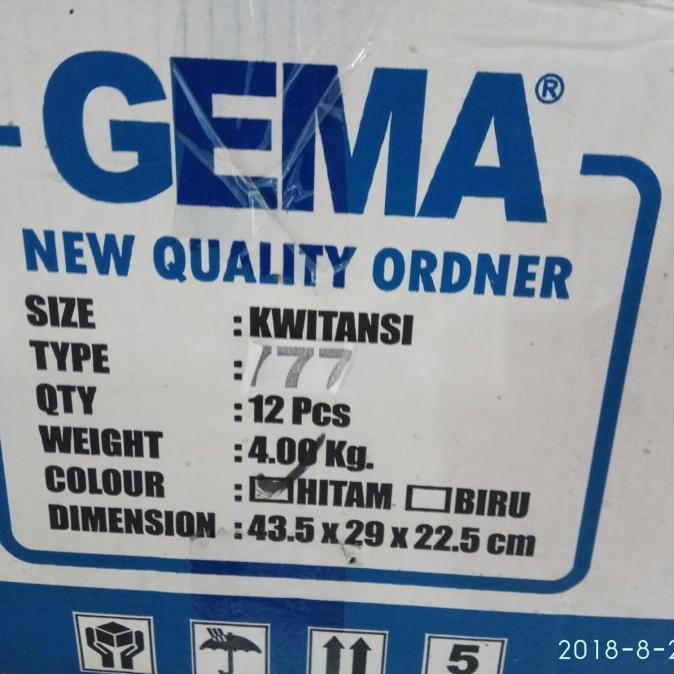 GEMA®
NEW QUALITY ORDNER
SIZE : KWITANSI
TYPE : 177
QTY : 12 Pcs
WEIGHT : 4.00 Kg.
COLOUR : HITAM BIRU
DIMENSION : 43.5 x 29 x 22.5 cm
5
2018-8-2